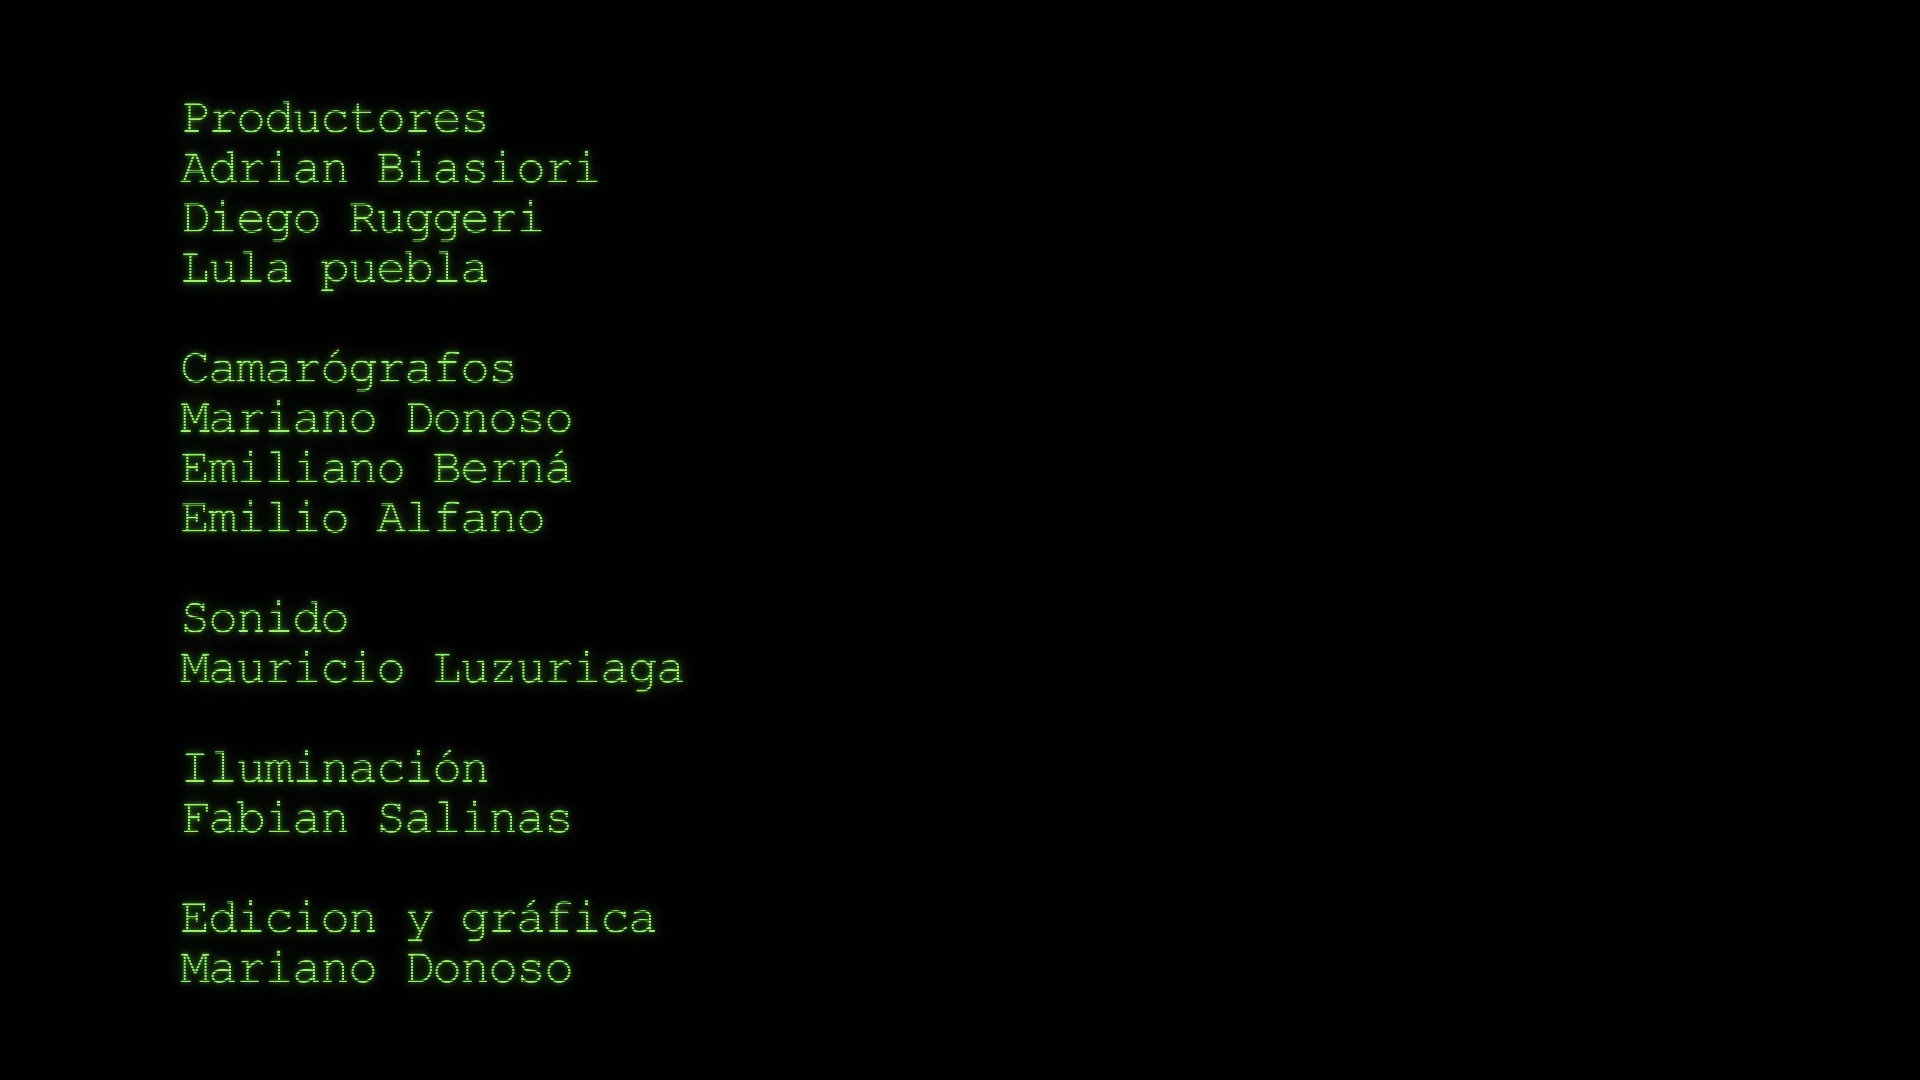 Productores
Adrian Biasiori
Diego Ruggeri
Lula puebla
Camarógrafos
Mariano Donoso
Emiliano Berná
Emilio Alfano
Sonido
Mauricio Luzuriaga
Iluminación
Fabian Salinas
Edicion y gráfica
Mariano Donoso